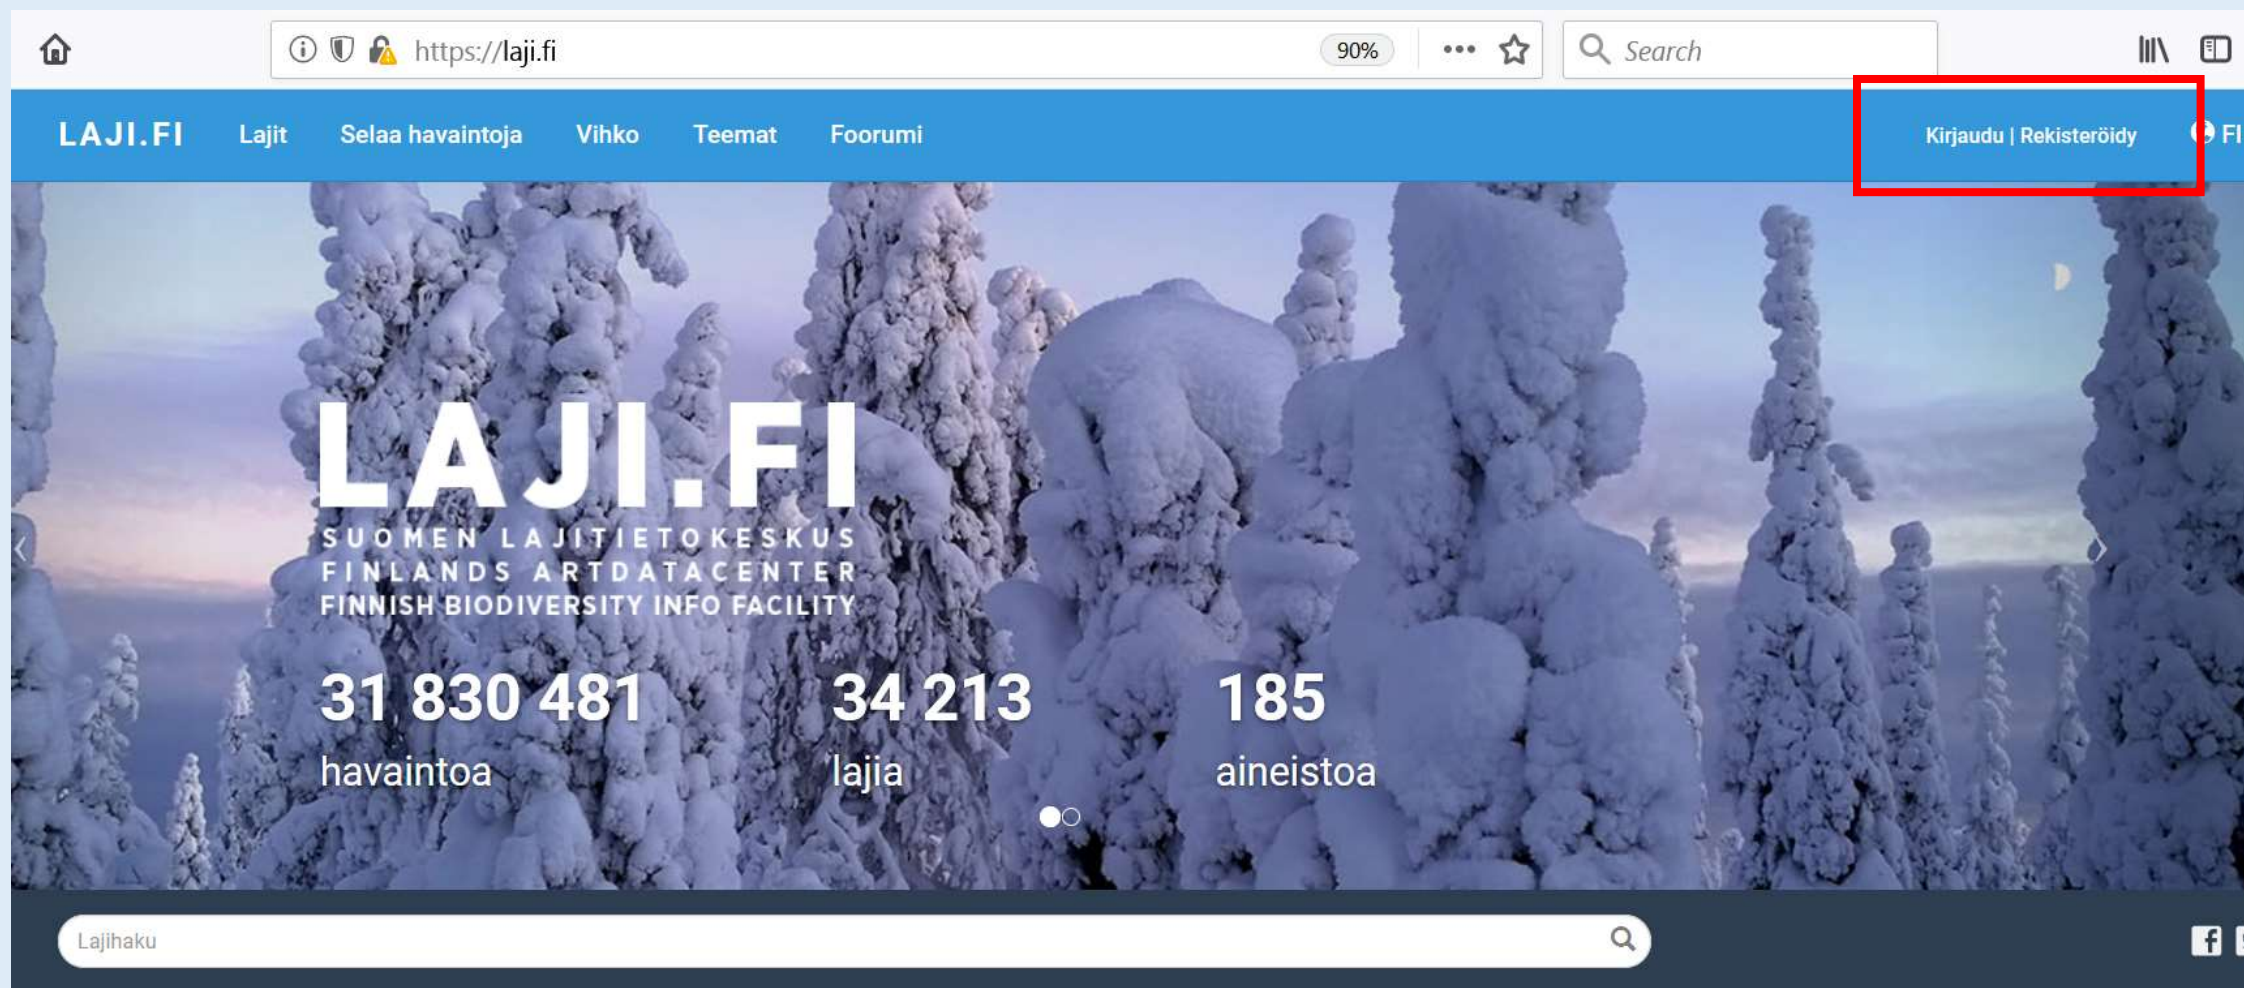 https://laji.fi 90% Search
LAJI.FI Lajit Selaa havaintoja Vihko Teemat Foorumi Kirjaudu | Rekisteröidy FI
LAJI.FI
SUOMEN LAJITIETOKESKUS
FINLANDS ARTDATACENTER
FINNISH BIODIVERSITY INFO FACILITY
31 830 481 34 213 185
havaintoa lajia aineistoa
Lajihaku